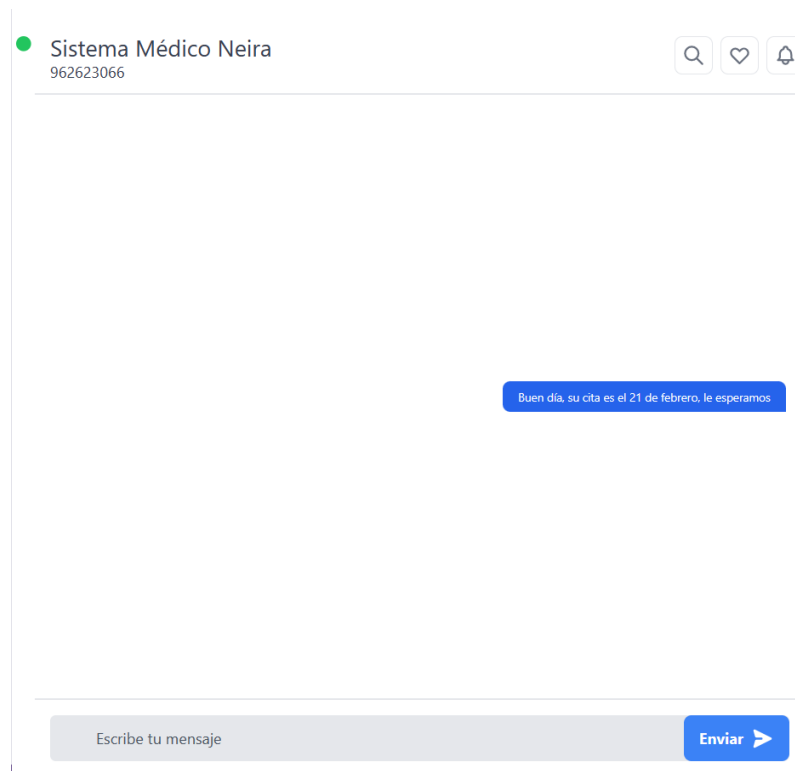 Sistema Médico Neira
962623066
Buen día, su cita es el 21 de febrero, le esperamos
Escribe tu mensaje
Enviar